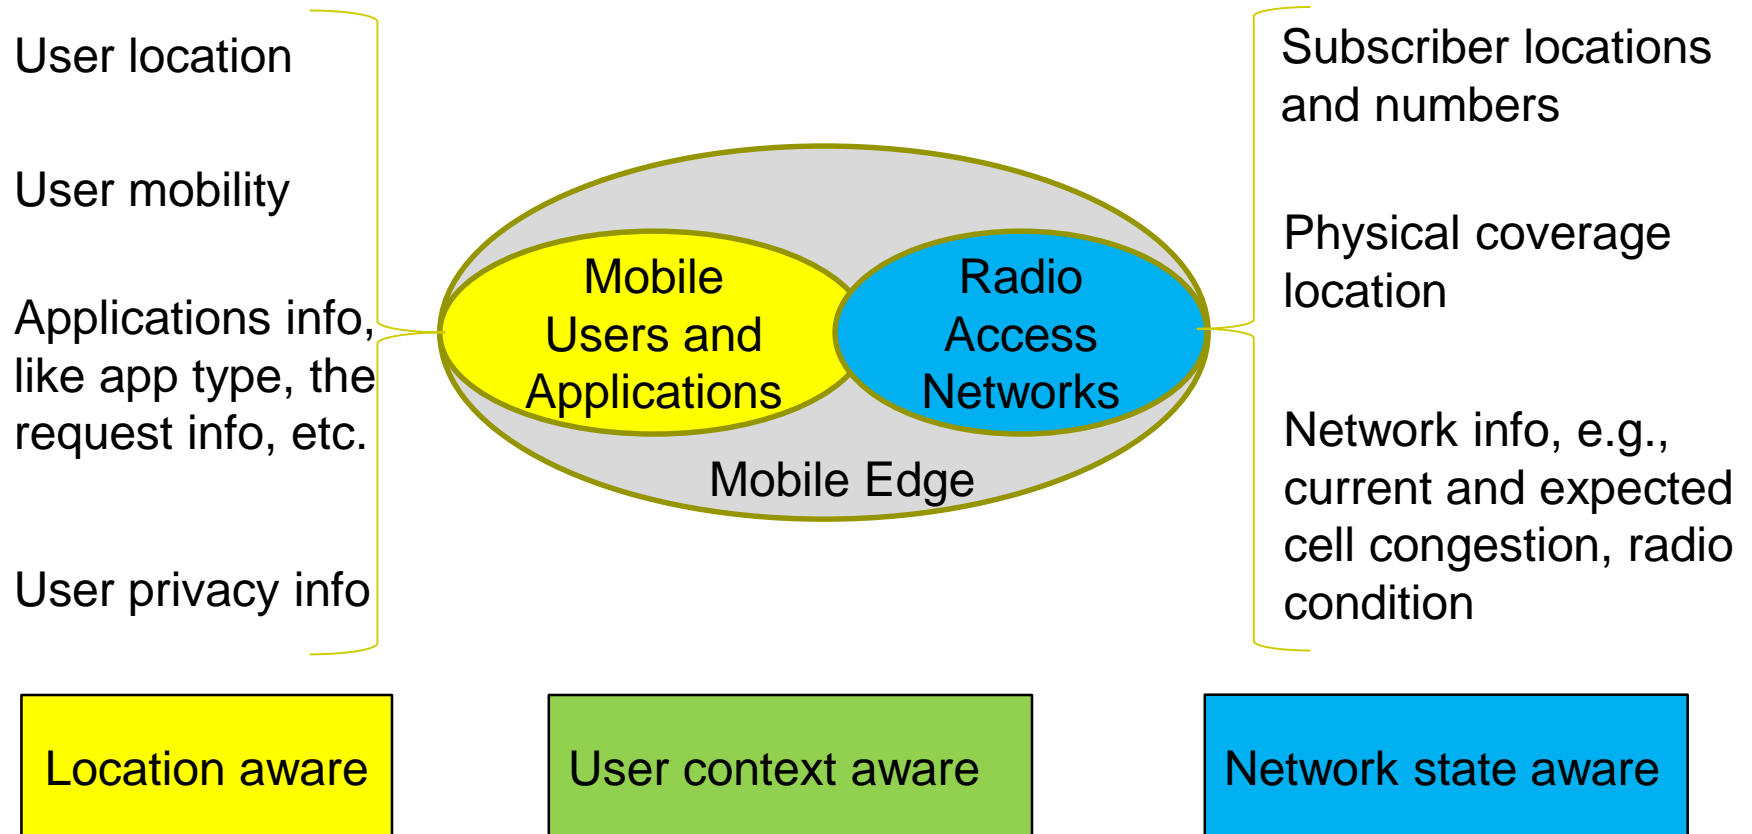 User location
User mobility
Applications info,
like app type, the
request info, etc.
User privacy info
Mobile
Users and
Applications
Radio
Access
Networks
Mobile Edge
Subscriber locations
and numbers
Physical coverage
location
Network info, e.g.,
current and expected
cell congestion, radio
condition
Location aware
User context aware
Network state aware